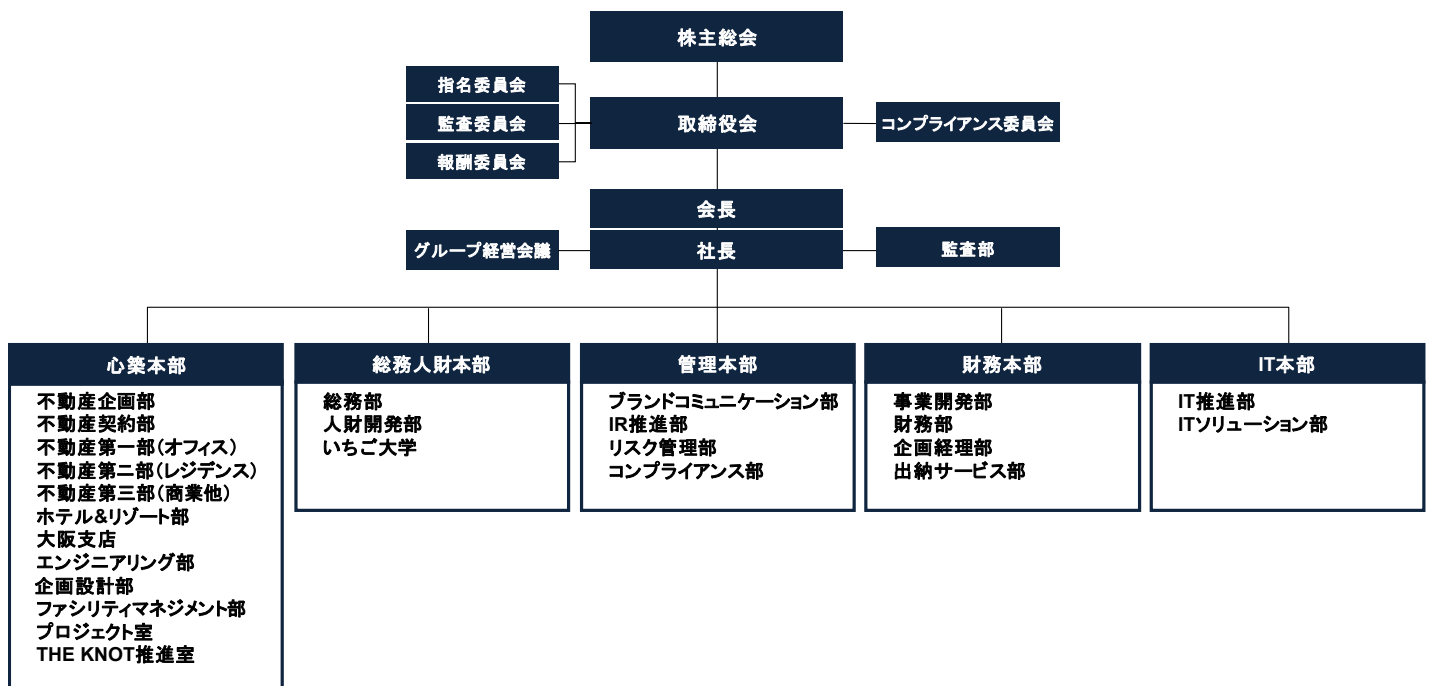 株主総会
指名委員会
監査委員会
報酬委員会
取締役会
コンプライアンス委員会
会長
グループ経営会議
社長
監査部
心築本部
不動産企画部
不動産契約部
不動産第一部(オフィス)
不動産第二部(レジデンス)
不動産第三部(商業他)
ホテル&リゾート部
大阪支店
エンジニアリング部
企画設計部
ファシリティマネジメント部
プロジェクト室
THE KNOT推進室
総務人財本部
総務部
人財開発部
いちご大学
管理本部
ブランドコミュニケーション部
IR推進部
リスク管理部
コンプライアンス部
財務本部
事業開発部
財務部
企画経理部
出納サービス部
IT本部
IT推進部
ITソリューション部